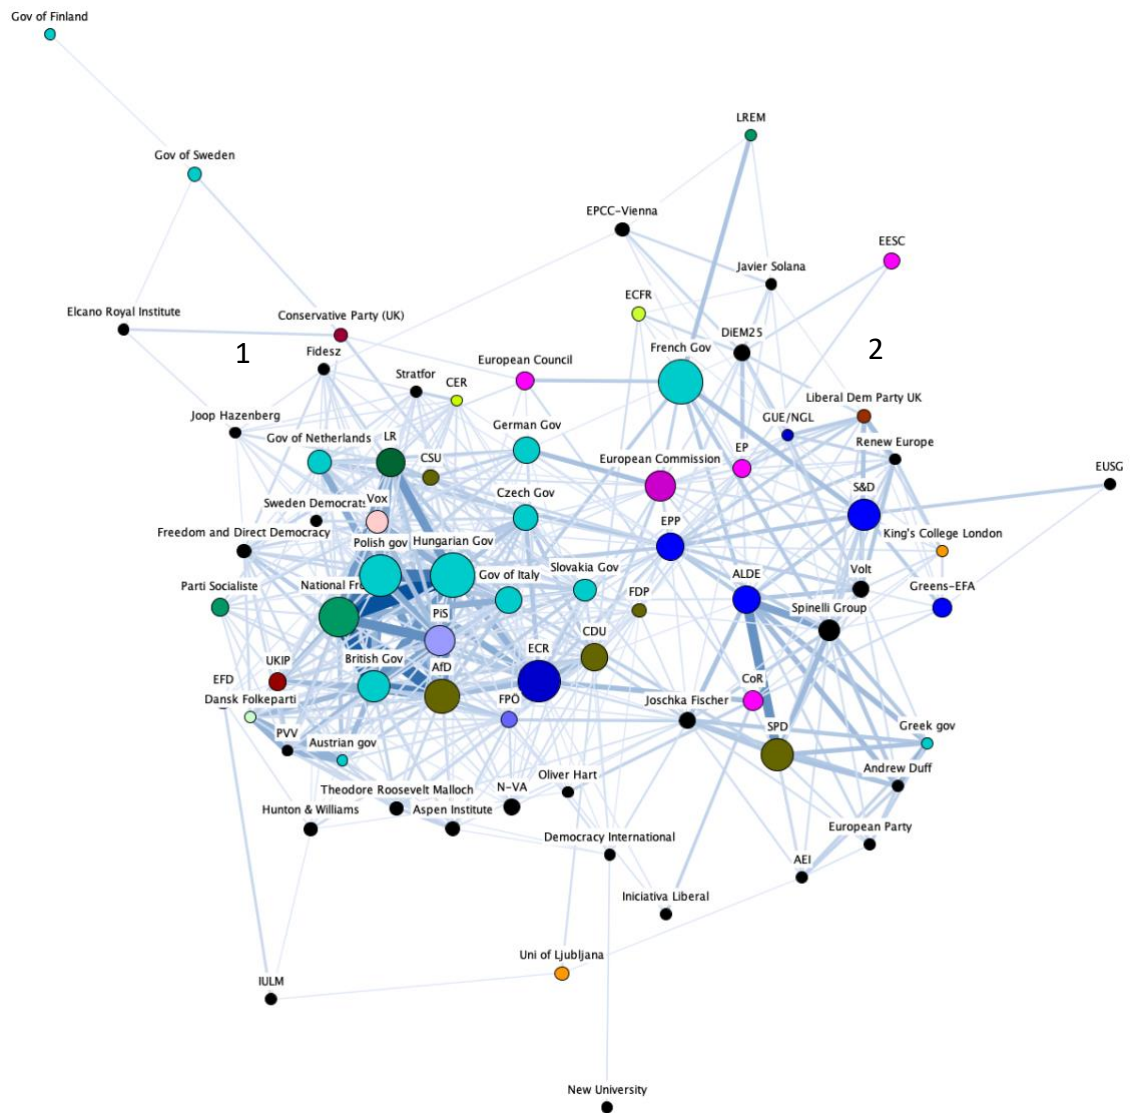 Gov of Finland
LREM
Gov of Sweden
EPCC-Vienna
EESC
Javier Solana
ECFR
Elcano Royal Institute
Conservative Party (UK)
DiEM25
1
French Gov
2
Fidesz
European Council
Stratfor
CER
Liberal Dem Party UK
Joop Hazenberg
GUE/NGL
German Gov
Gov of Netherlands
LR
Renew Europe
CSU
European Commission
EP
EUSG
S&D
Czech Gov
Sweden Democrats
Vox
EPP
Freedom and Direct Democracy
King's College London
Polish gov
Hungarian Gov
Slovakia Gov
Volt
Gov of Italy
ALDE
Parti Socialiste
National Fre
FDP
Greens-EFA
Spinelli Group
PiS
CDU
British Gov
ECR
UKIP
AfD
EFD
CoR
Dansk Folkeparti
FPÖ
Joschka Fischer
PVV
SPD
Greek gov
Austrian gov
Andrew Duff
Oliver Hart
Theodore Roosevelt Malloch
N-VA
Hunton & Williams
Aspen Institute
European Party
Democracy International
AEI
Iniciativa Liberal
Uni of Ljubljana
IULM
New University